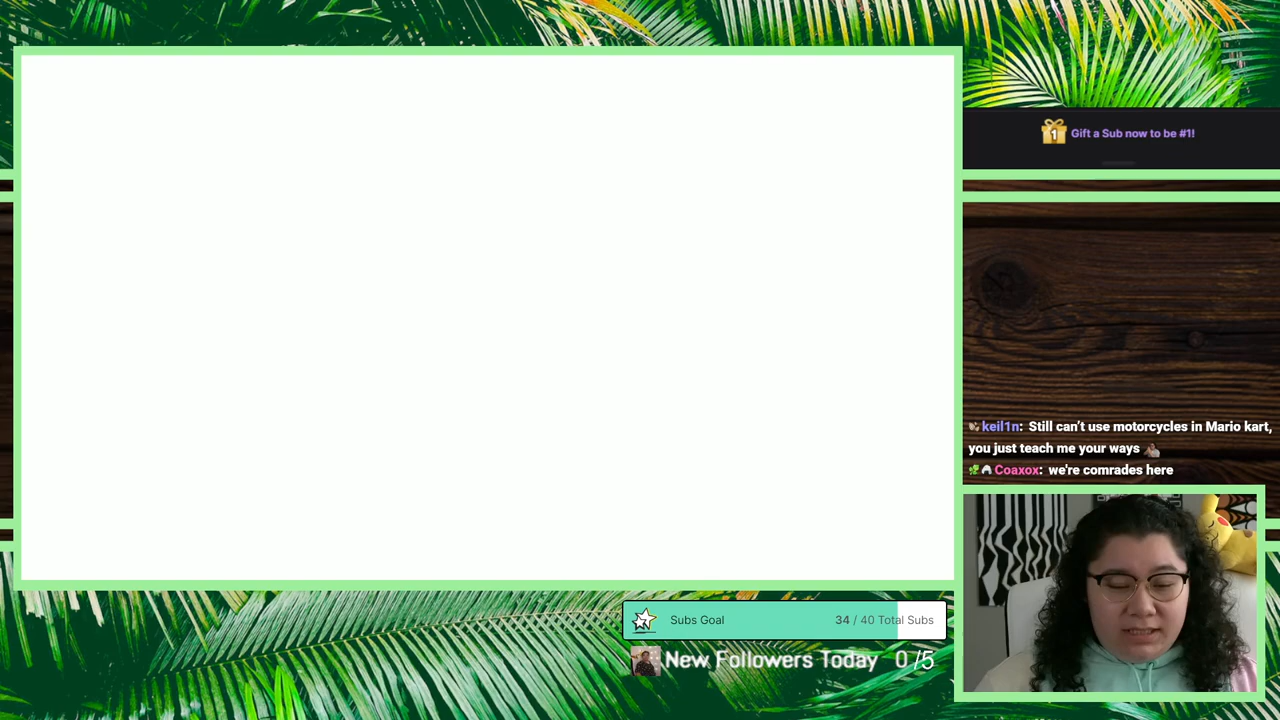 1 Gift a Sub now to be #1!
keil1n: Still can't use motorcycles in Mario kart,
you just teach me your ways
Coaxox: we're comrades here
Subs Goal 34 / 40 Total Subs
New Followers Today 0 /5